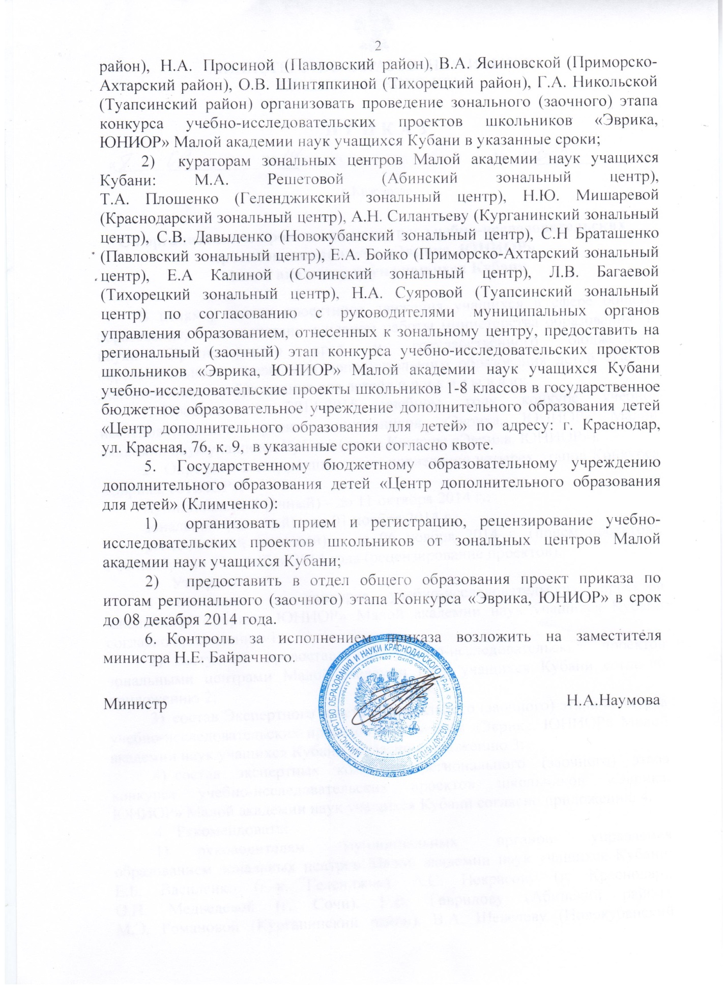 2
район), Н.А. Просиной (Павловский район), В.А. Ясиновской (Приморско-
Ахтарский район), О.В. Шинтяпкиной (Тихорецкий район), Г.А. Никольской
(Туапсинский район) организовать проведение зонального (заочного) этапа
конкурса учебно-исследовательских проектов школьников «Эврика,
ЮНИОР» Малой академии наук учащихся Кубани в указанные сроки;
2) кураторам зональных центров Малой академии наук учащихся
Кубани: М.А. Решетовой (Абинский зональный центр),
Т.А. Плошенко (Геленджикский зональный центр), Н.Ю. Мишаревой
(Краснодарский зональный центр), А.Н. Силантьеву (Курганинский зональный
центр), С.В. Давыденко (Новокубанский зональный центр), С.Н Браташенко
(Павловский зональный центр), Е.А. Бойко (Приморско-Ахтарский зональный
центр), Е.А Калиной (Сочинский зональный центр), Л.В. Багаевой
(Тихорецкий зональный центр), Н.А. Суяровой (Туапсинский зональный
центр) по согласованию с руководителями муниципальных органов
управления образованием, отнесенных к зональному центру, предоставить на
региональный (заочный) этап конкурса учебно-исследовательских проектов
школьников «Эврика, ЮНИОР» Малой академии наук учащихся Кубани
учебно-исследовательские проекты школьников 1-8 классов в государственное
бюджетное образовательное учреждение дополнительного образования детей
«Центр дополнительного образования для детей» по адресу: г. Краснодар,
ул. Красная, 76, к. 9, в указанные сроки согласно квоте.
5. Государственному бюджетному образовательному учреждению
дополнительного образования детей «Центр дополнительного образования
для детей» (Климченко):
1) организовать прием и регистрацию, рецензирование учебно-
исследовательских проектов школьников от зональных центров Малой
академии наук учащихся Кубани;
2) предоставить в отдел общего образования проект приказа по
итогам регионального (заочного) этапа Конкурса «Эврика, ЮНИОР» в срок
до 08 декабря 2014 года.
6. Контроль за исполнением приказа возложить на заместителя
министра Н.Е. Байрачного.
Министр Н.А.Наумова
МИНИСТЕРСТВО ОБРАЗОВАНИЯ И НАУКИ КРАСНОДАРСКОГО КРАЯ